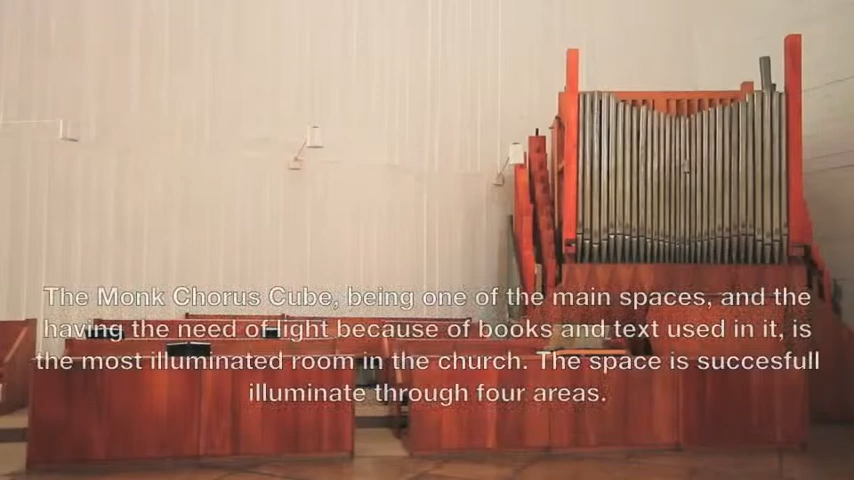 The Monk Chorus Cube, being one of the main spaces, and the
having the need of light because of books and text used in it, is
the most illuminated room in the church. The space is succesfull
illuminate through four areas.